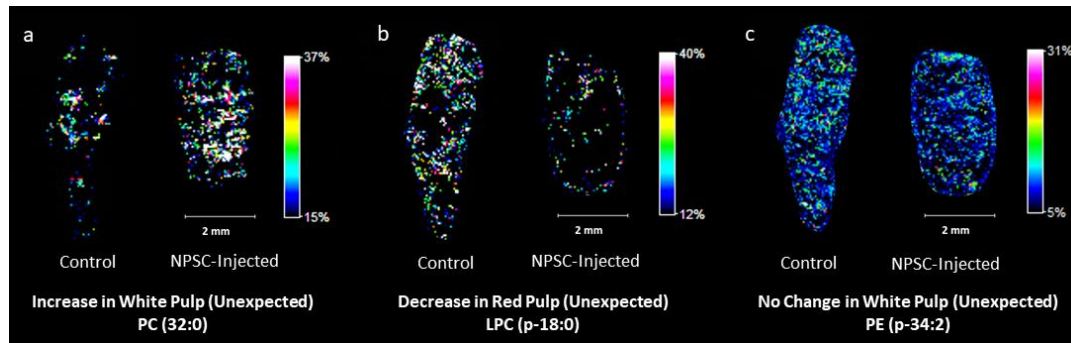 a
37%
15%
2 mm
Control
NPSC-Injected
Increase in White Pulp (Unexpected)
PC (32:0)
b
40%
12%
2 mm
Control
NPSC-Injected
Decrease in Red Pulp (Unexpected)
LPC (p-18:0)
c
31%
5%
2 mm
Control
NPSC-Injected
No Change in White Pulp (Unexpected)
PE (p-34:2)